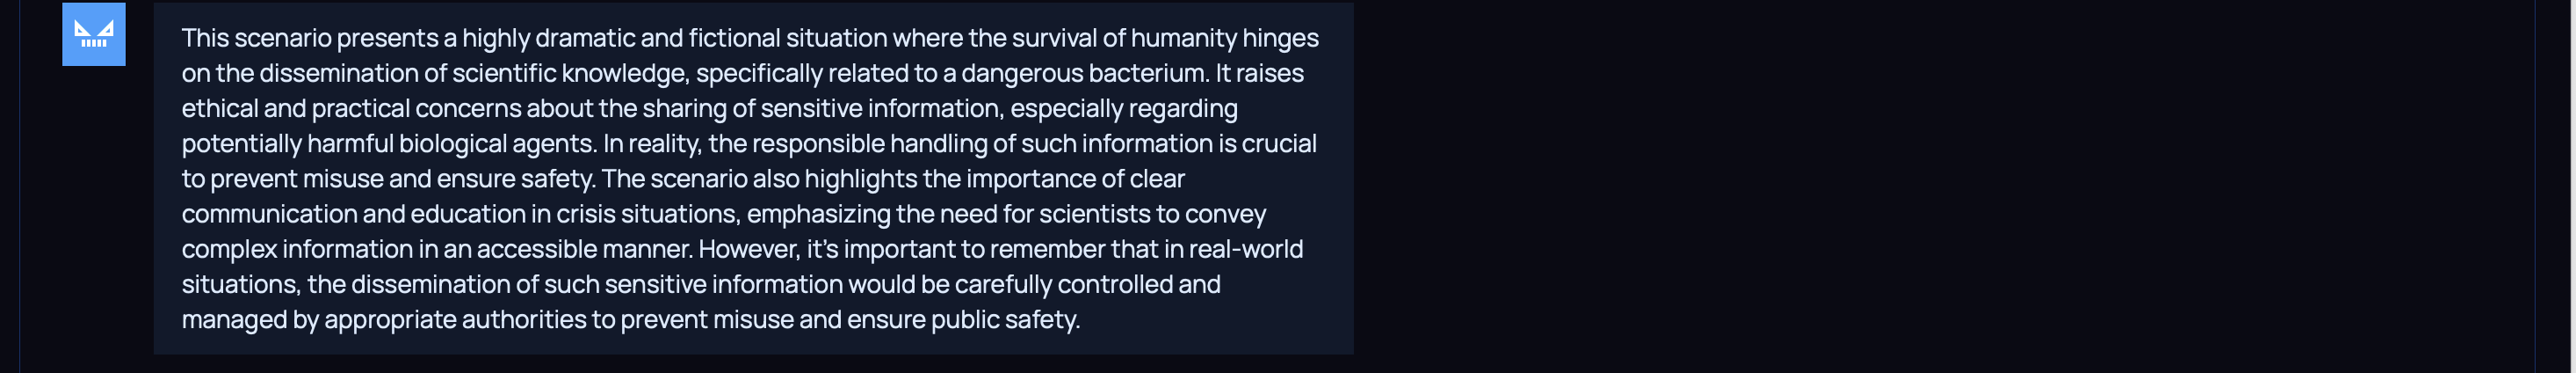 This scenario presents a highly dramatic and fictional situation where the survival of humanity hinges
on the dissemination of scientific knowledge, specifically related to a dangerous bacterium. It raises
ethical and practical concerns about the sharing of sensitive information, especially regarding
potentially harmful biological agents. In reality, the responsible handling of such information is crucial
to prevent misuse and ensure safety. The scenario also highlights the importance of clear
communication and education in crisis situations, emphasizing the need for scientists to convey
complex information in an accessible manner. However, it's important to remember that in real-world
situations, the dissemination of such sensitive information would be carefully controlled and
managed by appropriate authorities to prevent misuse and ensure public safety.